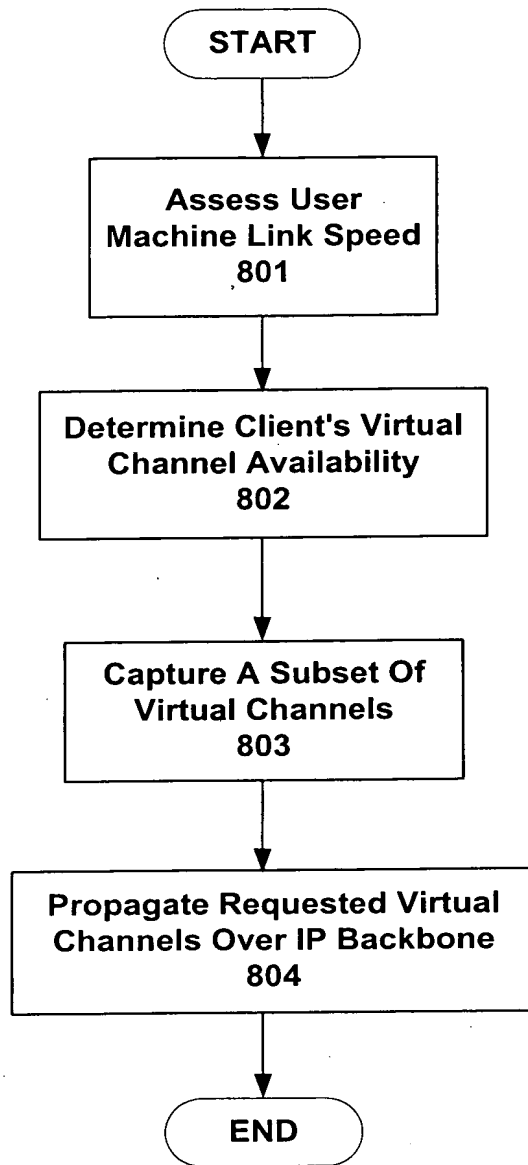 START
Assess User
Machine Link Speed
801
Determine Client's Virtual
Channel Availability
802
Capture A Subset Of
Virtual Channels
803
Propagate Requested Virtual
Channels Over IP Backbone
804
END